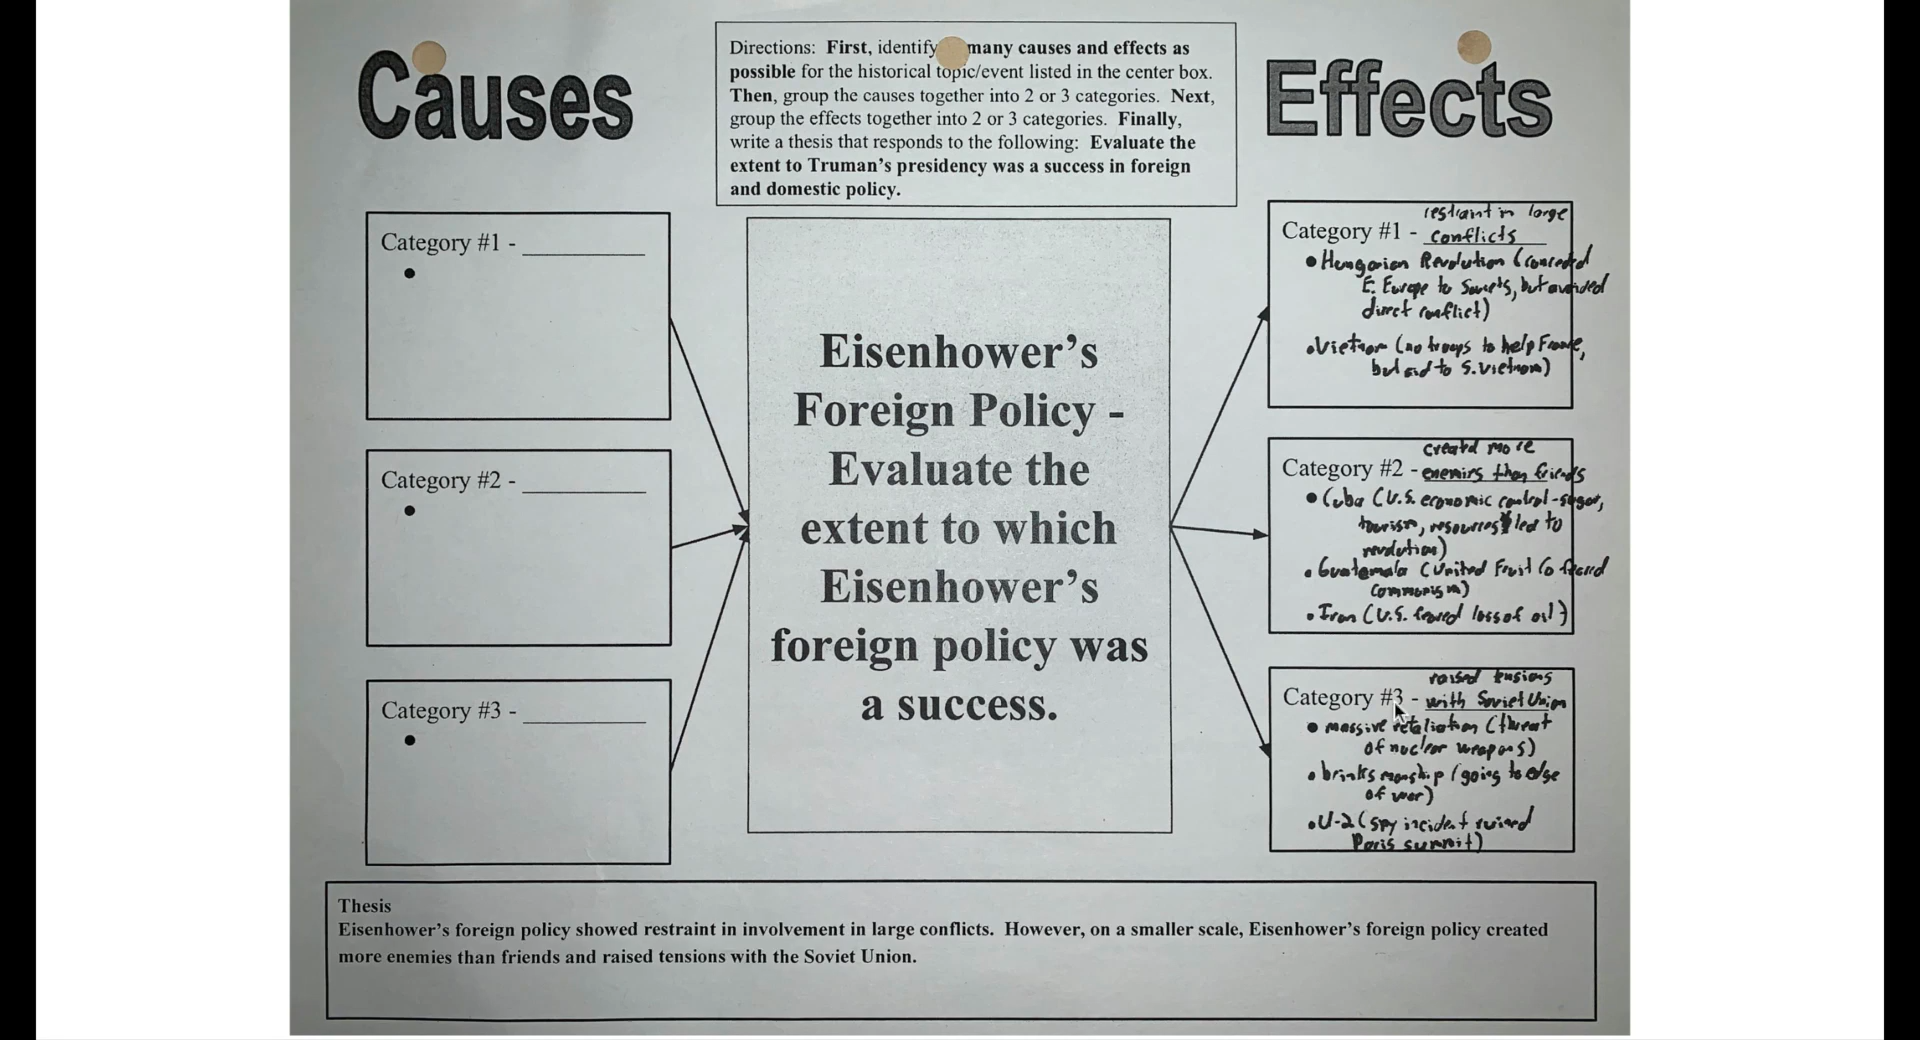 Causes
Directions: First, identify many causes and effects as
possible for the historical topic/event listed in the center box.
Then, group the causes together into 2 or 3 categories. Next,
group the effects together into 2 or 3 categories. Finally,
write a thesis that responds to the following: Evaluate the
extent to Truman's presidency was a success in foreign
and domestic policy.
Effects
Category #1 -
Category #2 -
Category #3 -
Eisenhower's
Foreign Policy -
Evaluate the
extent to which
Eisenhower's
foreign policy was
a success.
restraint in large
Category #1 - conflicts
• Hungarian Revolution (conceded
E. Europe to Soviets, but avoided
direct conflict)
• Vietnam (no troops to help France,
but aid to S. Vietnam)
created more
Category #2 - enemies than friends
• Cuba (U.S. economic control - sugar,
tourism, resources led to
revolution)
• Guatemala (United Fruit Co feared
communism)
• Iran (U.S. feared loss of oil)
raised tensions
Category #3 - with Soviet Union
• massive retaliation (threat
of nuclear weapons)
• brinksmanship (going to edge
of war)
• U-2 (spy incident ruined
Paris summit)
Thesis
Eisenhower's foreign policy showed restraint in involvement in large conflicts. However, on a smaller scale, Eisenhower's foreign policy created
more enemies than friends and raised tensions with the Soviet Union.